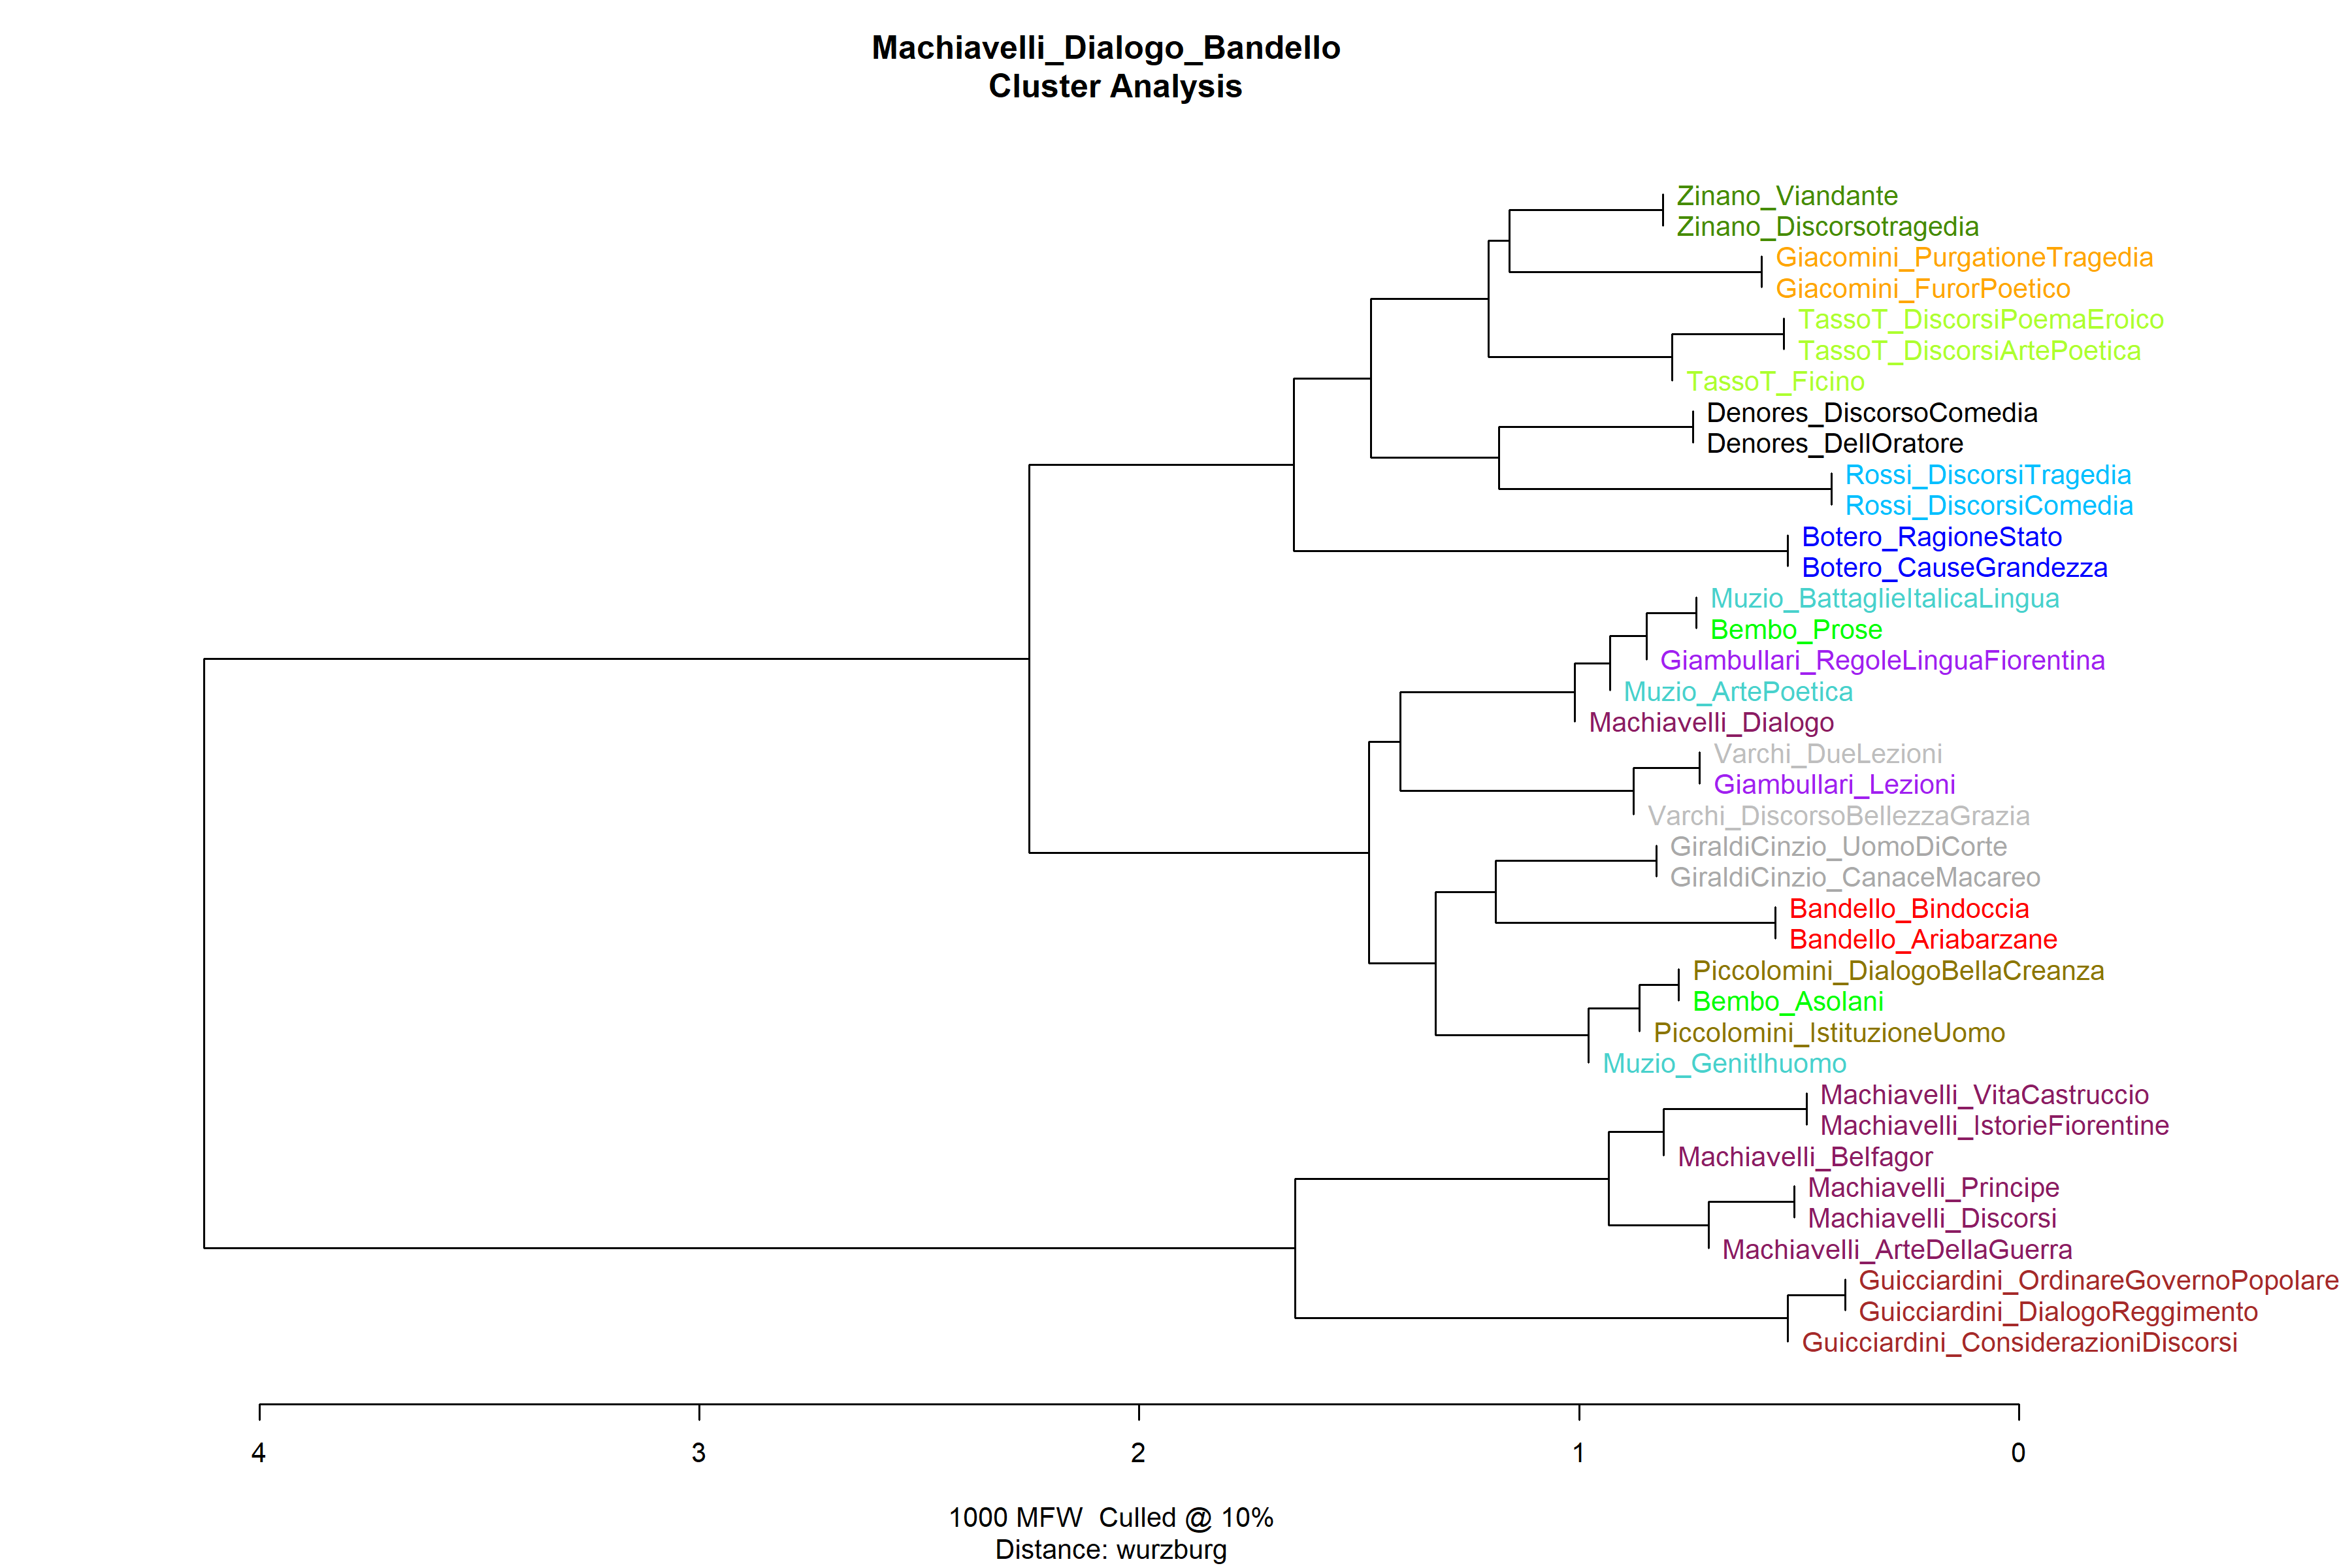 Machiavelli_Dialogo_Bandello
Cluster Analysis
Zinano_Viandante
Zinano_Discorsotragedia
Giacomini_PurgationeTragedia
Giacomini_FurorPoetico
TassoT_DiscorsiPoemaEroico
TassoT_DiscorsiArtePoetica
TassoT_Ficino
Denores_DiscorsoComedia
Denores_DellOratore
Rossi_DiscorsiTragedia
Rossi_DiscorsiComedia
Botero_RagioneStato
Botero_CauseGrandezza
Muzio_BattaglieItalicaLingua
Bembo_Prose
Giambullari_RegoleLinguaFiorentina
Muzio_ArtePoetica
Machiavelli_Dialogo
Varchi_DueLezioni
Giambullari_Lezioni
Varchi_DiscorsoBellezzaGrazia
GiraldiCinzio_UomoDiCorte
GiraldiCinzio_CanaceMacareo
Bandello_Bindoccia
Bandello_Ariabarzane
Piccolomini_DialogoBellaCreanza
Bembo_Asolani
Piccolomini_IstituzioneUomo
Muzio_Genitlhuomo
Machiavelli_VitaCastruccio
Machiavelli_IstorieFiorentine
Machiavelli_Belfagor
Machiavelli_Principe
Machiavelli_Discorsi
Machiavelli_ArteDellaGuerra
Guicciardini_OrdinareGovernoPopolare
Guicciardini_DialogoReggimento
Guicciardini_ConsiderazioniDiscorsi
4 3 2 1 0
1000 MFW  Culled @ 10%
Distance: wurzburg